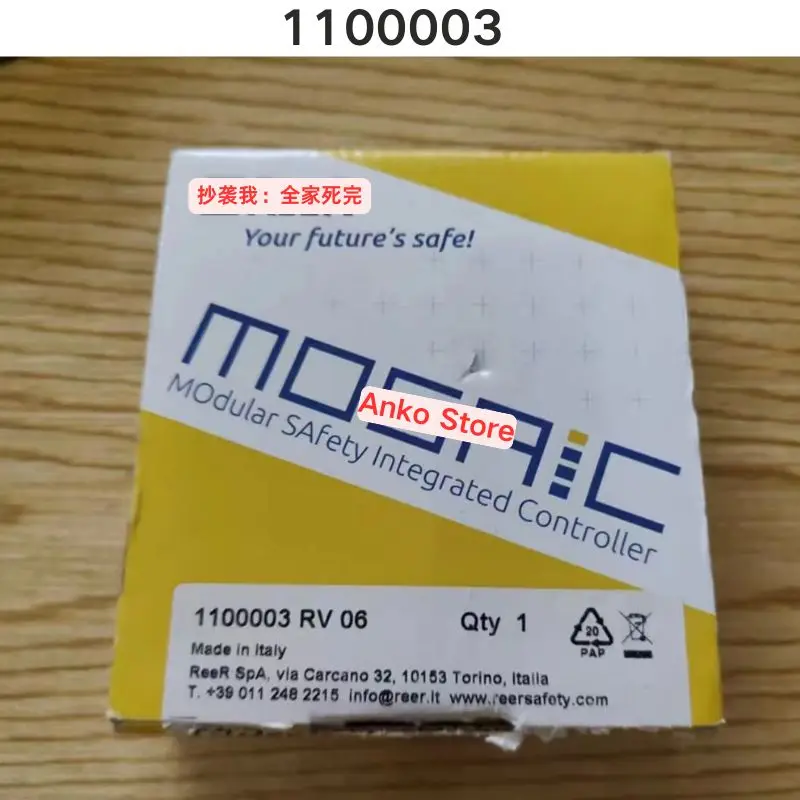 1100003
抄袭我：全家死完
Your future's safe!
MOSAIC
Anko Store
MOdular SAfety Integrated Controller
1100003 RV 06 Qty 1
20
PAP
Made in Italy
ReeR SpA, via Carcano 32, 10153 Torino, Italia
T. +39 011 248 2215 info@reer.it www.reersafety.com